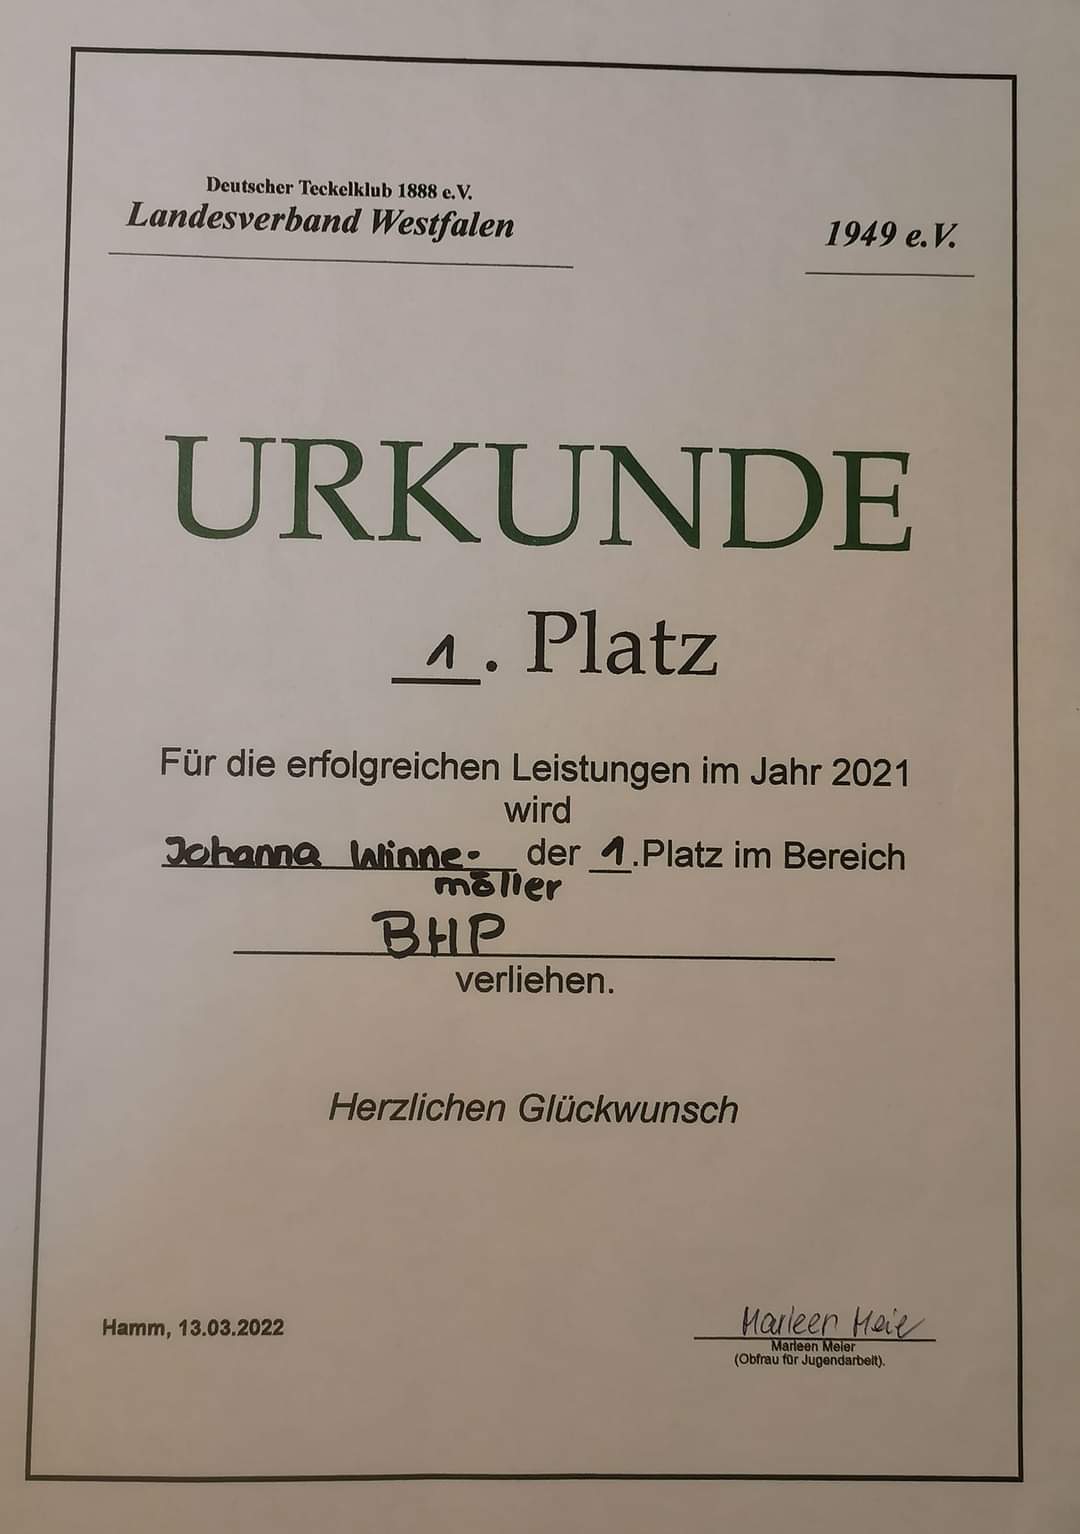 Deutscher Teckelklub 1888 e.V.
Landesverband Westfalen 1949 e.V.
URKUNDE
1. Platz
Für die erfolgreichen Leistungen im Jahr 2021
wird
Johanna Winne- der 1.Platz im Bereich
möller
BHP
verliehen.
Herzlichen Glückwunsch
Hamm, 13.03.2022
Marleen Meier
Marleen Meier
(Obfrau für Jugendarbeit).